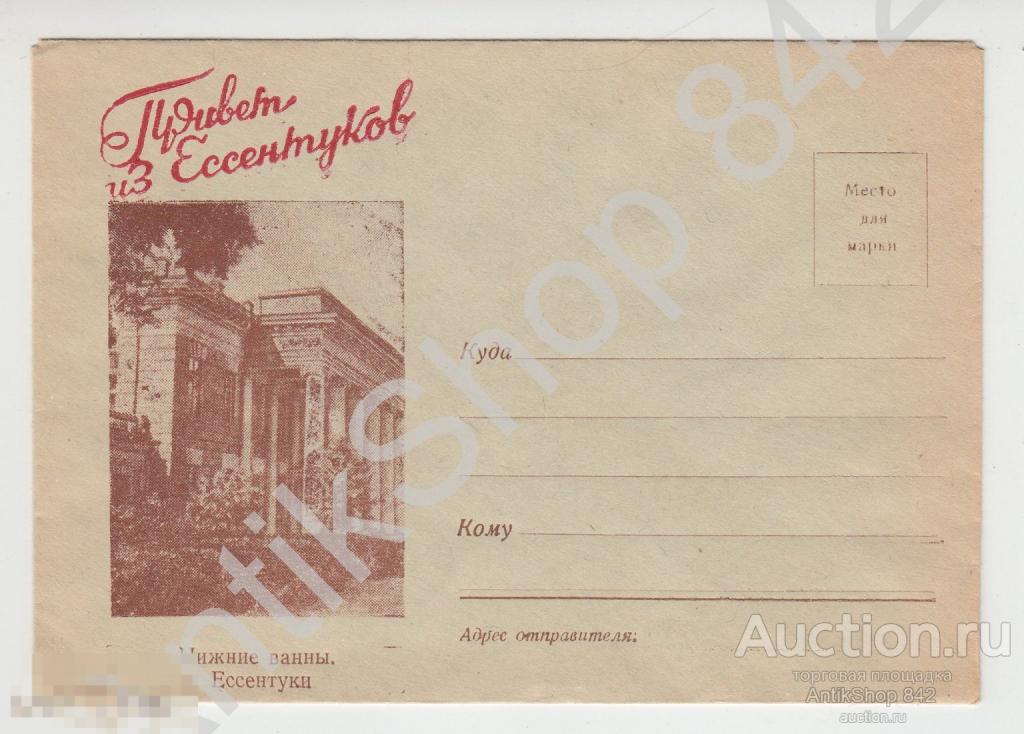 Привет
из Ессентуков
Место
для
марки
Куда
Кому
Адрес отправителя:
Нижние ванны.
Ессентуки
AntikShop 842
Auction.ru
торговая площадка
AntikShop 842
auction.ru